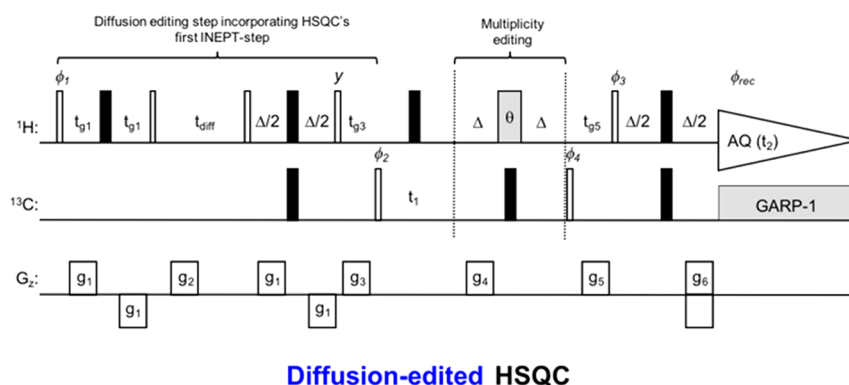 Diffusion editing step incorporating HSQC's
first INEPT-step
Multiplicity
editing
ϕ1 y ϕ3 ϕrec
¹H: tg1 tg1 tdiff Δ/2 Δ/2 tg3 Δ θ Δ tg5 Δ/2 Δ/2 AQ (t2)
ϕ2 ϕ4
¹³C: t1 GARP-1
Gz: g1 g2 g1 g3 g4 g5 g6
g1 g1
Diffusion-edited HSQC